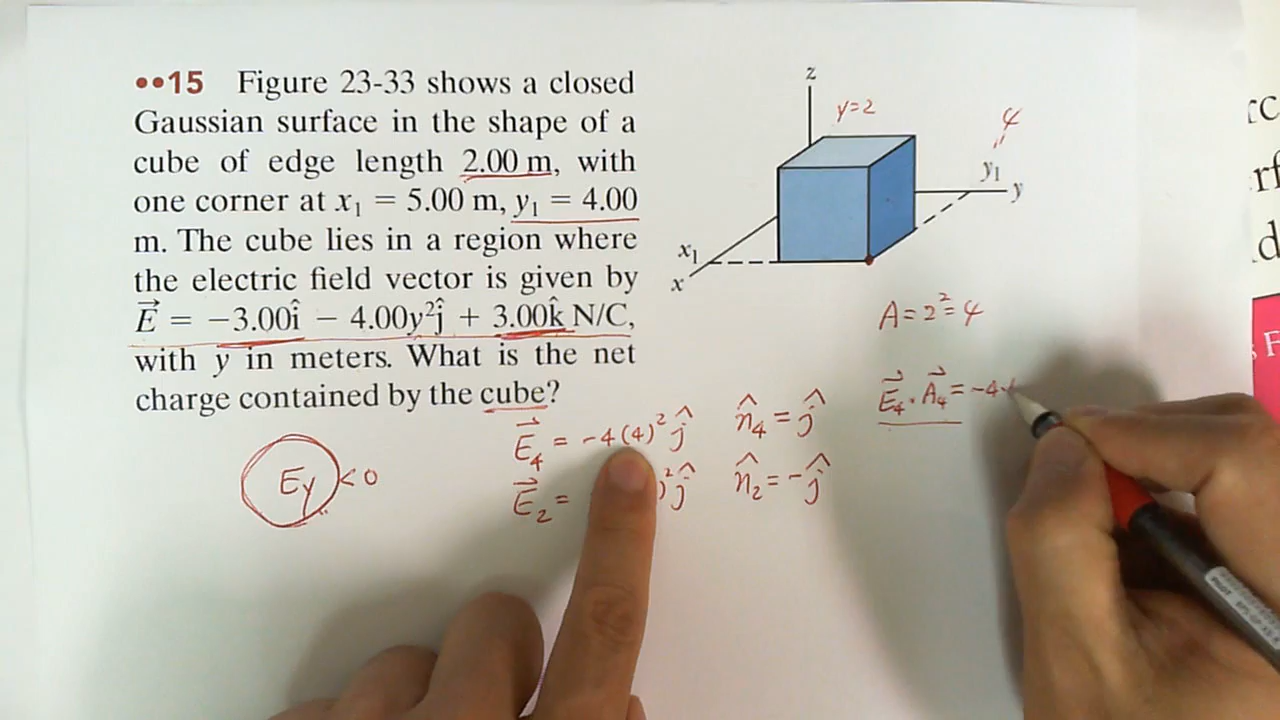 ••15 Figure 23-33 shows a closed
Gaussian surface in the shape of a
cube of edge length 2.00 m, with
one corner at x₁ = 5.00 m, y₁ = 4.00
m. The cube lies in a region where
the electric field vector is given by
E⃗ = −3.00î − 4.00y²ĵ + 3.00k̂ N/C,
with y in meters. What is the net
charge contained by the cube?
z
y=2
4
y₁
y
x₁
x
A = 2² = 4
E⃗₄ · A⃗₄ = -4
E⃗₄ = -4(4)² ĵ
n̂₄ = ĵ
E⃗₂ =
)² ĵ
n̂₂ = -ĵ
Ey < 0